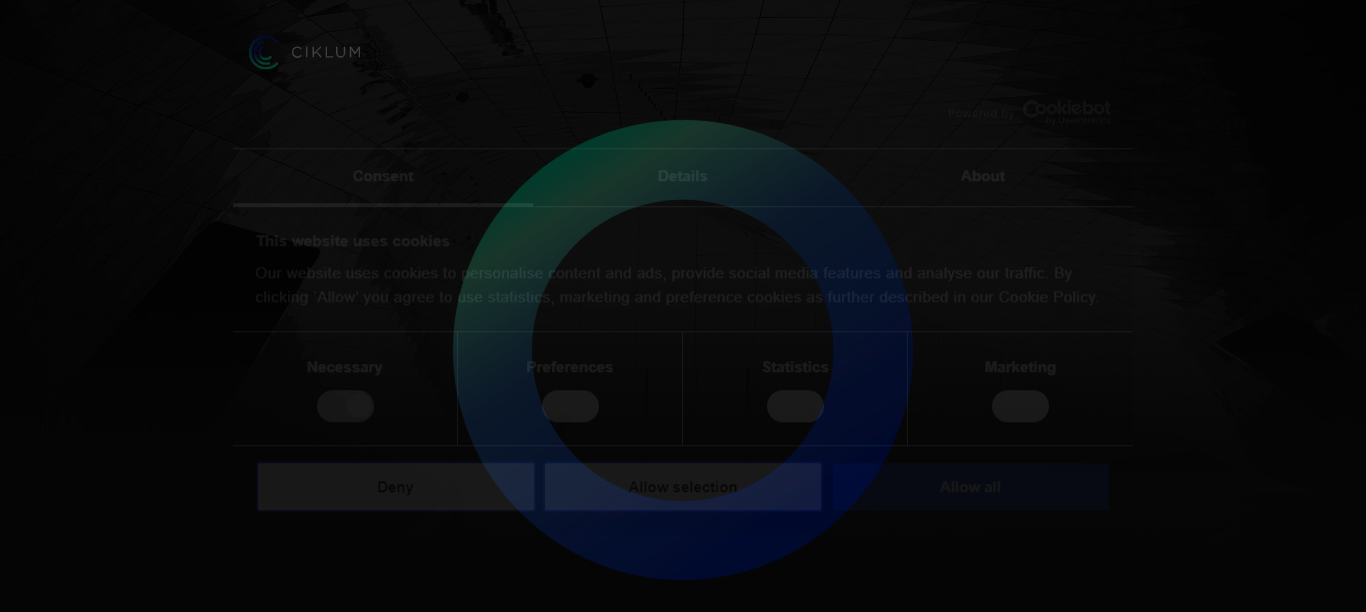 CIKLUM
Powered by Cookiebot
by Usercentrics
Consent Details About
This website uses cookies
Our website uses cookies to personalise content and ads, provide social media features and analyse our traffic. By
clicking 'Allow' you agree to use statistics, marketing and preference cookies as further described in our Cookie Policy.
Necessary Preferences Statistics Marketing
Deny Allow selection Allow all